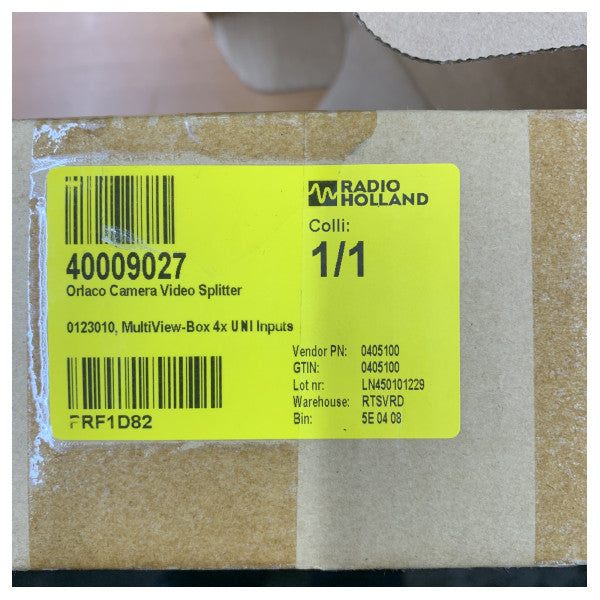 RADIO
HOLLAND
Colli:
1/1
40009027
Orlaco Camera Video Splitter
0123010, MultiView-Box 4x UNI Inputs
Vendor PN: 0405100
GTIN: 0405100
Lot nr: LN450101229
Warehouse: RTSVRD
Bin: 5E 04 08
PRF1D82